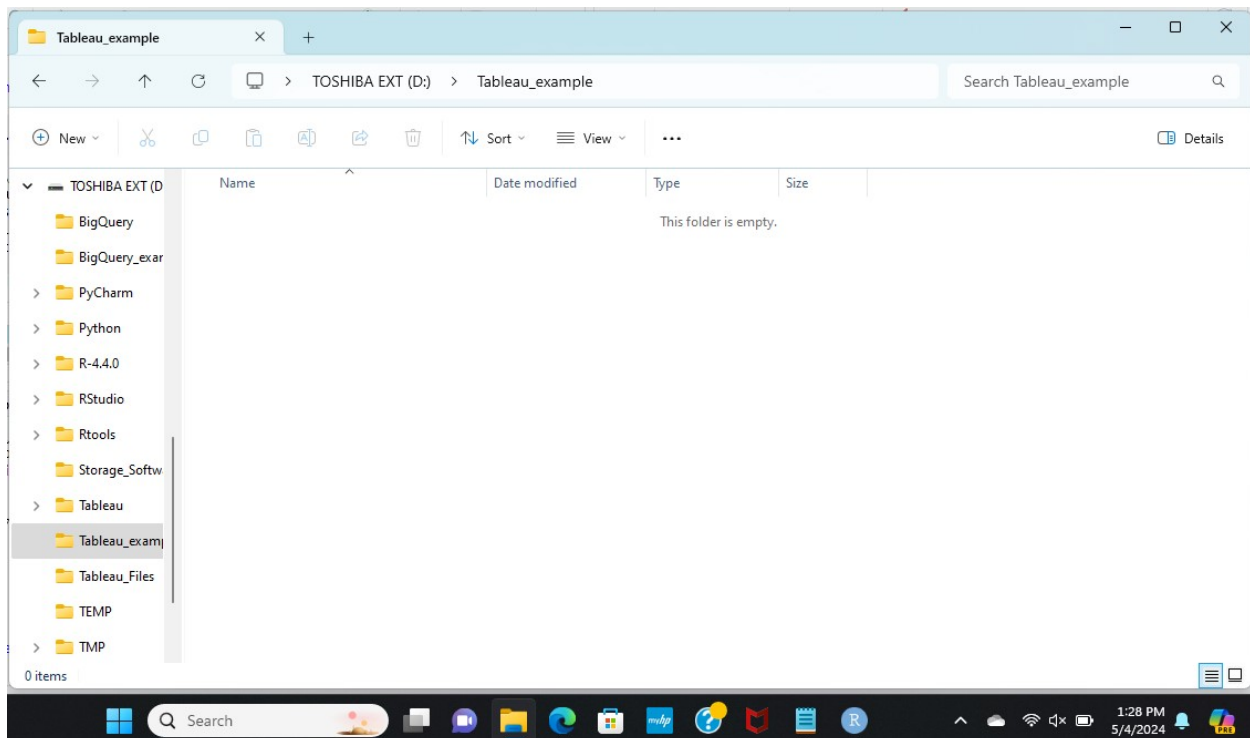 Tableau_example
TOSHIBA EXT (D:) > Tableau_example
Search Tableau_example
New
Sort
View
Details
TOSHIBA EXT (D
Name
Date modified
Type
Size
This folder is empty.
BigQuery
BigQuery_exar
PyCharm
Python
R-4.4.0
RStudio
Rtools
Storage_Softw
Tableau
Tableau_examp
Tableau_Files
TEMP
TMP
0 items
Search
myhp
R
1:28 PM
5/4/2024
PRE